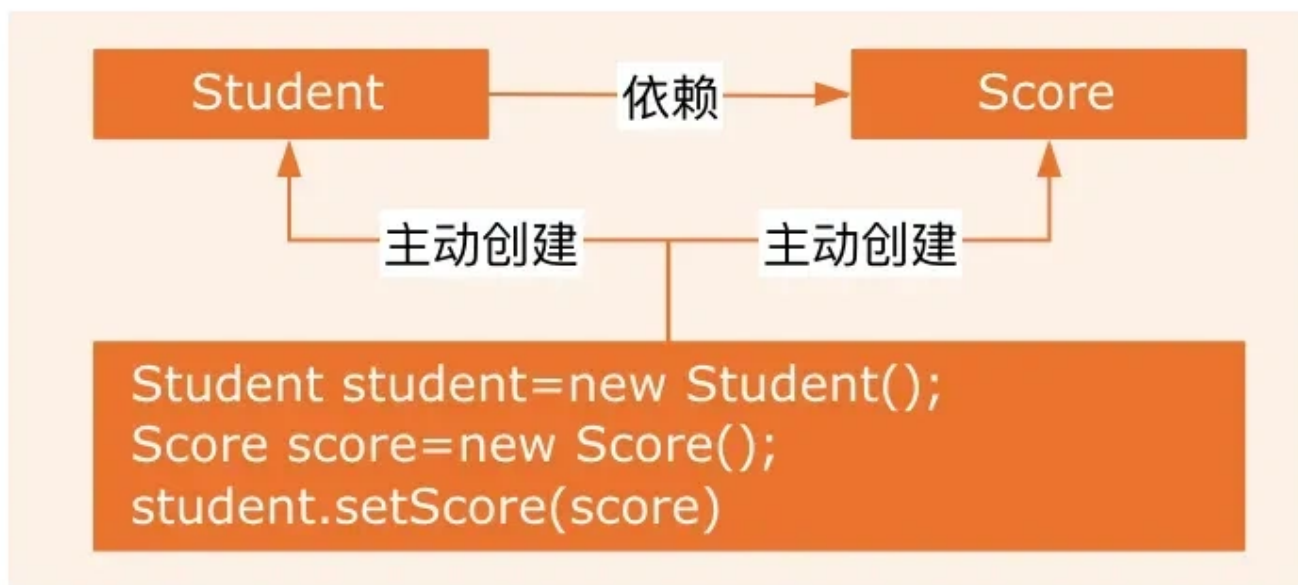 Student
依赖
Score
主动创建
主动创建
Student student=new Student();
Score score=new Score();
student.setScore(score)